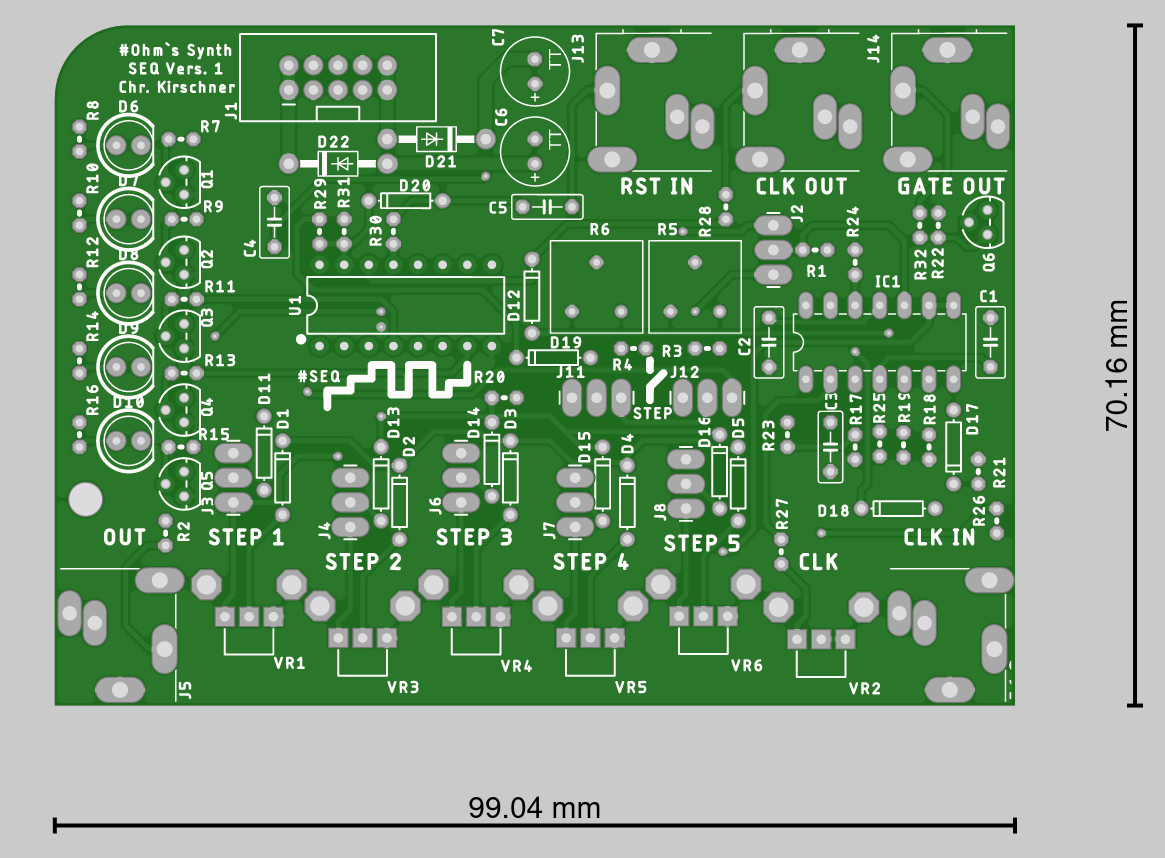 #Ohm`s Synth
SEQ Vers. 1
Chr. Kirschner
J1
C7
J13
J14
R8
D6
R7
C6
D22
D21
R10
D7
Q1
R29
R31
D20
RST IN
CLK OUT
GATE OUT
R9
C5
R28
J2
R24
R12
D8
Q2
C4
R30
R6
R5
R32
R22
Q6
R1
R11
U1
D12
IC1
C1
R14
D9
Q3
C2
R13
D19
R4
R3
#SEQ
R20
J11
J12
STEP
R16
D10
Q4
D11
D1
D13
D14
D3
D16
D5
C3
R17
R25
R19
R18
D17
R15
D2
D15
D4
R23
R21
Q5
J3
J4
J6
J7
J8
D18
R27
R26
OUT
R2
STEP 1
STEP 2
STEP 3
STEP 4
STEP 5
CLK
CLK IN
J5
VR1
VR3
VR4
VR5
VR6
VR2
70.16 mm
99.04 mm